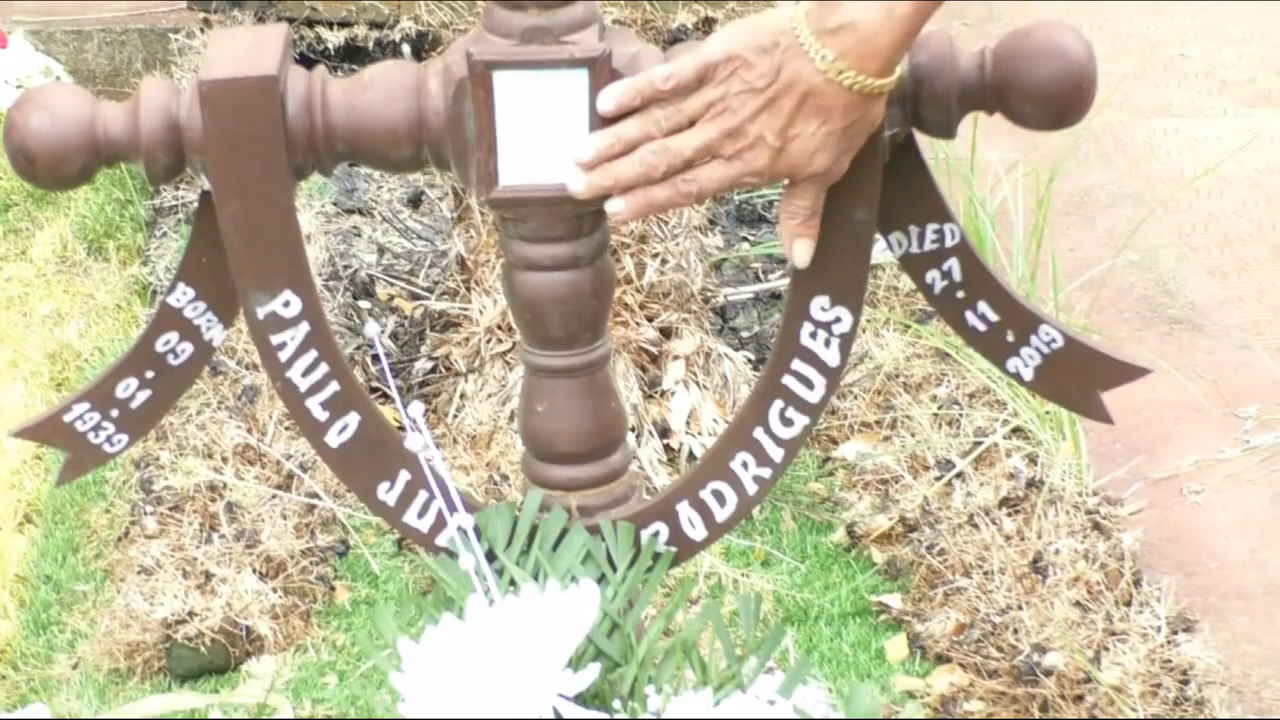 BORN
09
.
01
.
1939
PAULO
RODRIGUES
DIED
27
.
11
.
2019